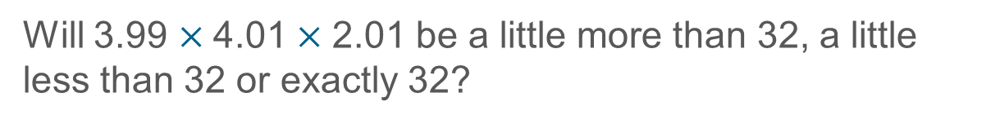 Will 3.99 × 4.01 × 2.01 be a little more than 32, a little
less than 32 or exactly 32?